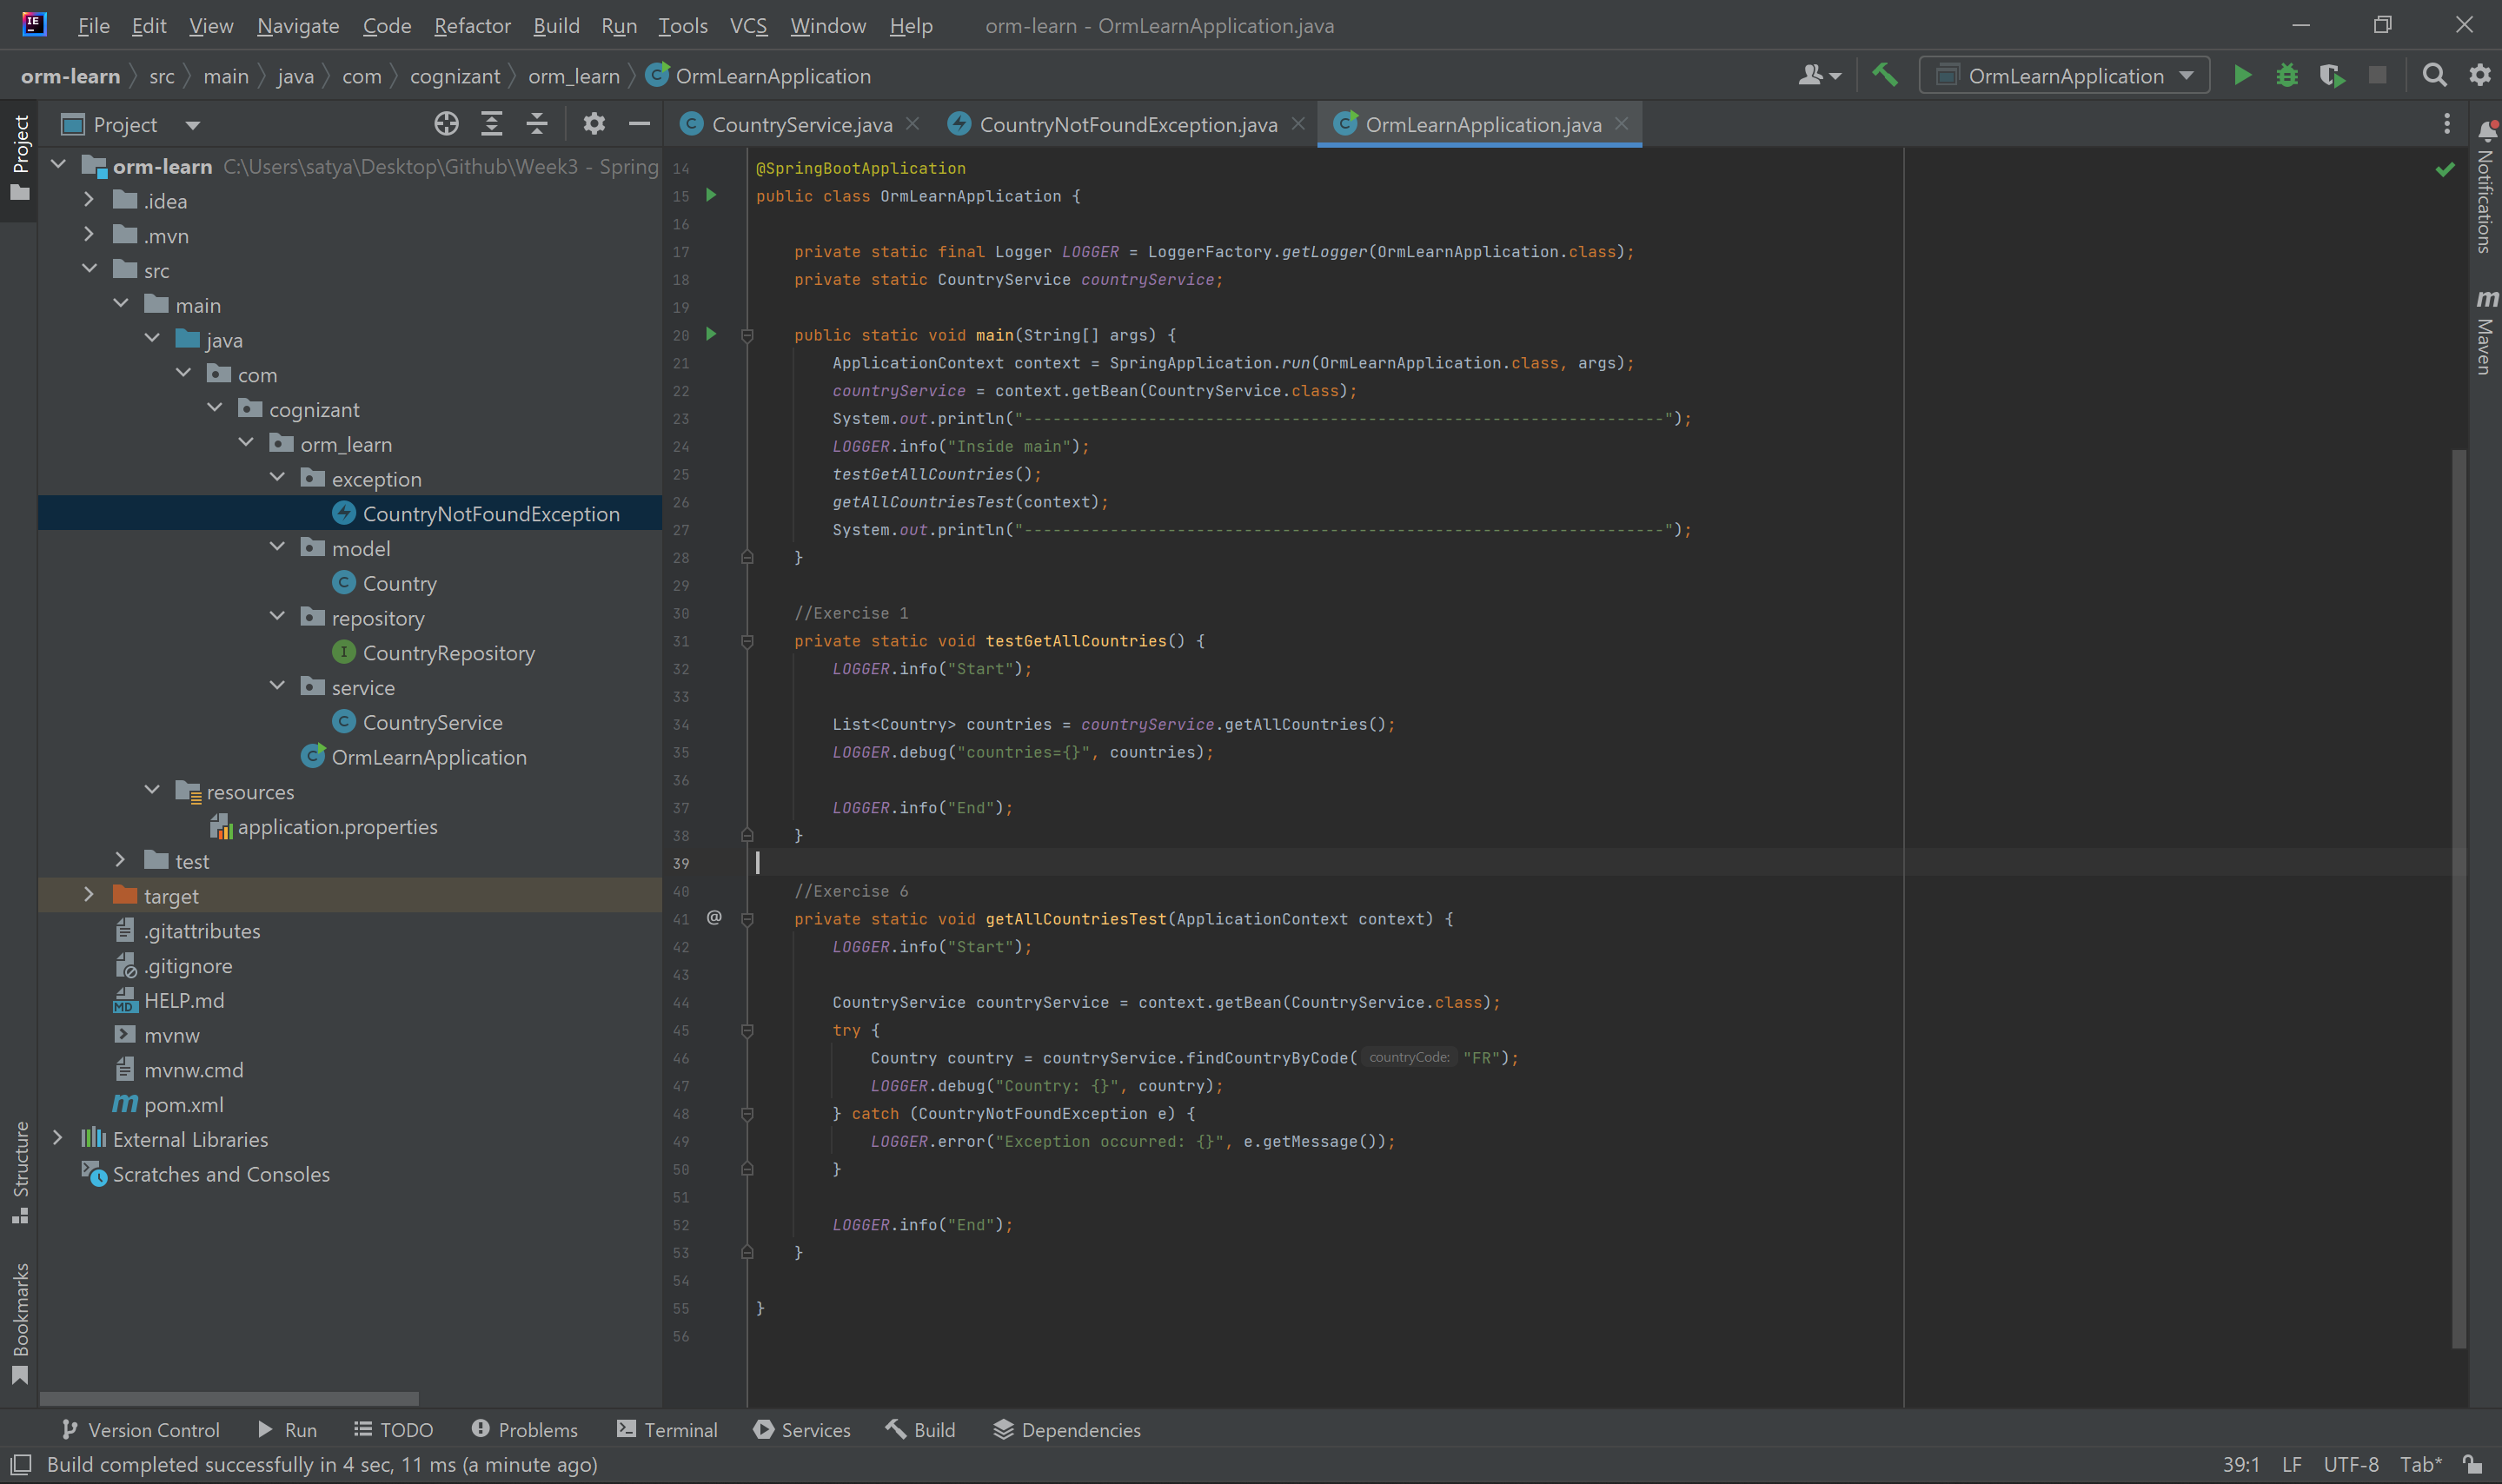 File Edit View Navigate Code Refactor Build Run Tools VCS Window Help orm-learn - OrmLearnApplication.java
orm-learn src main java com cognizant orm_learn OrmLearnApplication OrmLearnApplication
Project
Project
CountryService.java CountryNotFoundException.java OrmLearnApplication.java
orm-learn C:\Users\satya\Desktop\Github\Week3 - Spring
.idea
.mvn
src
main
java
com
cognizant
orm_learn
exception
CountryNotFoundException
model
Country
repository
CountryRepository
service
CountryService
OrmLearnApplication
resources
application.properties
test
target
.gitattributes
.gitignore
HELP.md
mvnw
mvnw.cmd
pom.xml
External Libraries
Scratches and Consoles
Structure
Bookmarks
14 @SpringBootApplication
15 public class OrmLearnApplication {
16
17 private static final Logger LOGGER = LoggerFactory.getLogger(OrmLearnApplication.class);
18 private static CountryService countryService;
19
20 public static void main(String[] args) {
21 ApplicationContext context = SpringApplication.run(OrmLearnApplication.class, args);
22 countryService = context.getBean(CountryService.class);
23 System.out.println("-------------------------------------------------------------------");
24 LOGGER.info("Inside main");
25 testGetAllCountries();
26 getAllCountriesTest(context);
27 System.out.println("-------------------------------------------------------------------");
28 }
29
30 //Exercise 1
31 private static void testGetAllCountries() {
32 LOGGER.info("Start");
33
34 List<Country> countries = countryService.getAllCountries();
35 LOGGER.debug("countries={}", countries);
36
37 LOGGER.info("End");
38 }
39
40 //Exercise 6
41 @ private static void getAllCountriesTest(ApplicationContext context) {
42 LOGGER.info("Start");
43
44 CountryService countryService = context.getBean(CountryService.class);
45 try {
46 Country country = countryService.findCountryByCode( countryCode: "FR");
47 LOGGER.debug("Country: {}", country);
48 } catch (CountryNotFoundException e) {
49 LOGGER.error("Exception occurred: {}", e.getMessage());
50 }
51
52 LOGGER.info("End");
53 }
54
55 }
56
Notifications
Maven
Version Control Run TODO Problems Terminal Services Build Dependencies
Build completed successfully in 4 sec, 11 ms (a minute ago) 39:1 LF UTF-8 Tab*